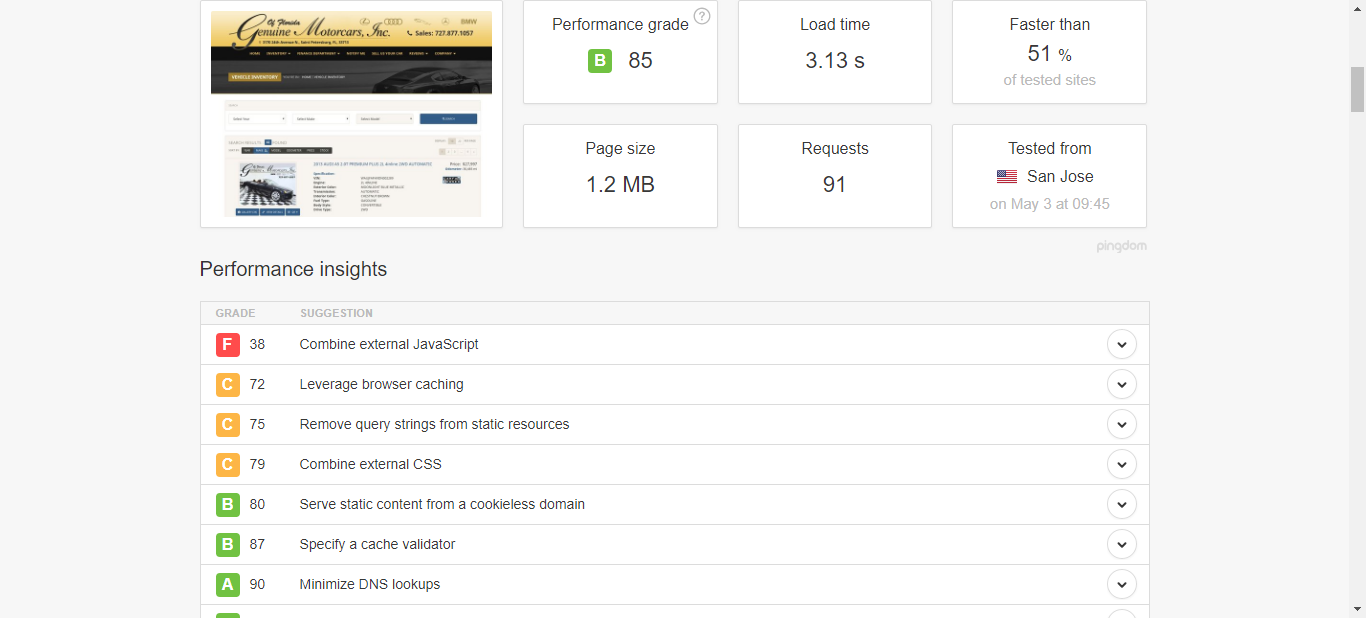 Of Florida
Genuine Motorcars, Inc.
BMW
Sales: 727.877.1057
VEHICLE INVENTORY
Performance grade ?
B 85
Load time
3.13 s
Faster than
51 %
of tested sites
Page size
1.2 MB
Requests
91
Tested from
San Jose
on May 3 at 09:45
pingdom
Performance insights
GRADE SUGGESTION
F 38 Combine external JavaScript
C 72 Leverage browser caching
C 75 Remove query strings from static resources
C 79 Combine external CSS
B 80 Serve static content from a cookieless domain
B 87 Specify a cache validator
A 90 Minimize DNS lookups